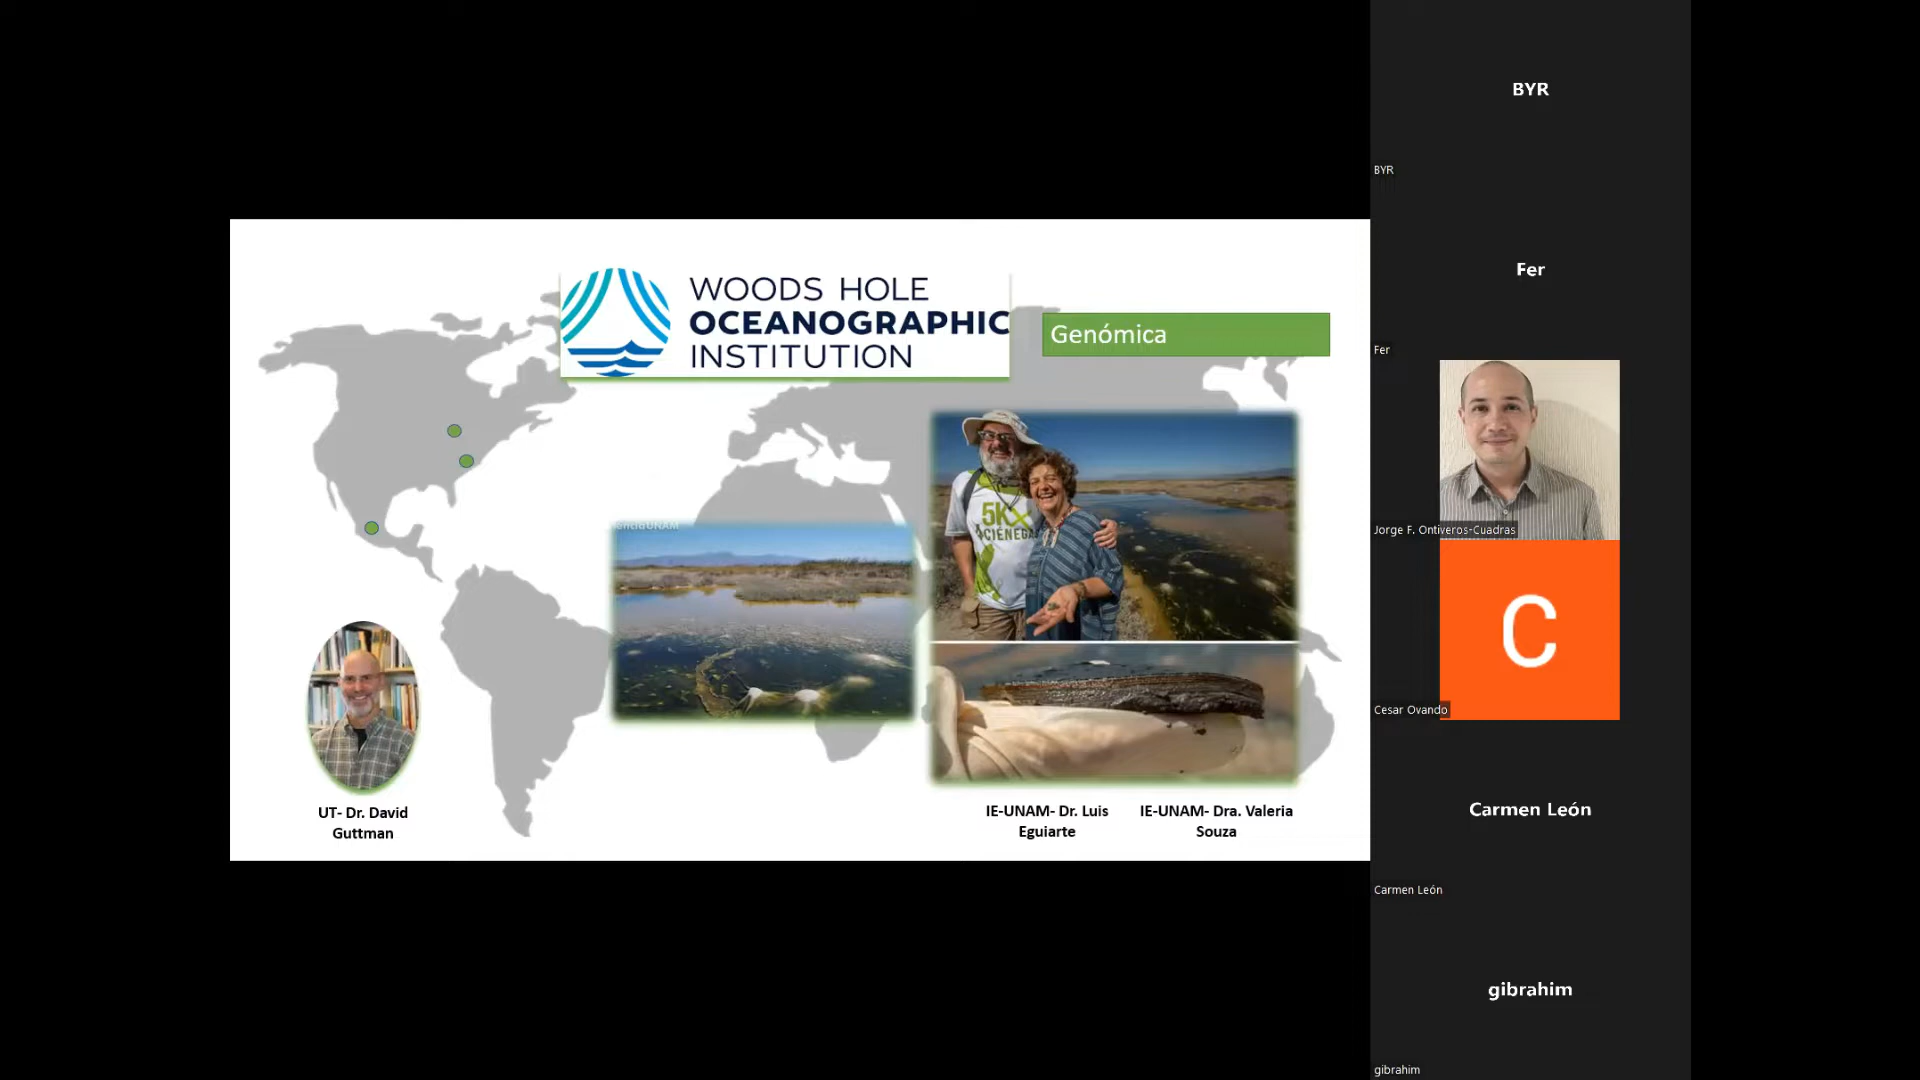 WOODS HOLE
OCEANOGRAPHIC
INSTITUTION
Genómica
5K
CIÉNEGA
UT- Dr. David
Guttman
IE-UNAM- Dr. Luis
Eguiarte
IE-UNAM- Dra. Valeria
Souza
BYR
BYR
Fer
Fer
Jorge F. Ontiveros-Cuadras
C
Cesar Ovando
Carmen León
Carmen León
gibrahim
gibrahim